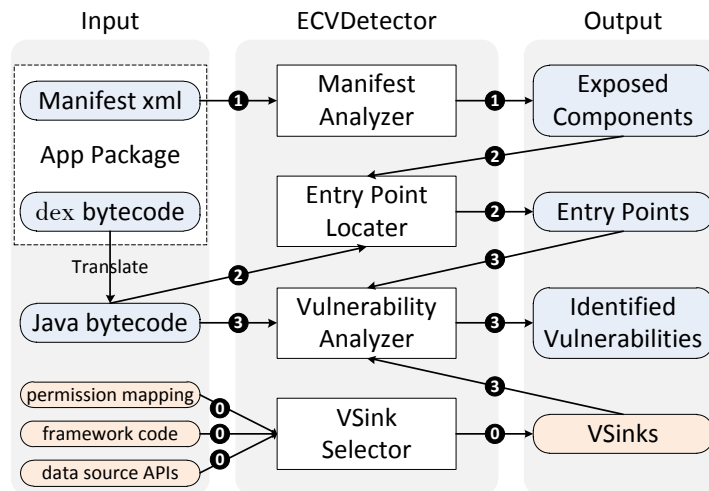 Input
ECVDetector
Output
Manifest xml
1
Manifest
Analyzer
1
Exposed
Components
App Package
2
dex bytecode
Entry Point
Locater
2
Entry Points
Translate
2
3
Java bytecode
3
Vulnerability
Analyzer
3
Identified
Vulnerabilities
3
permission mapping
0
framework code
0
data source APIs
0
VSink
Selector
0
VSinks